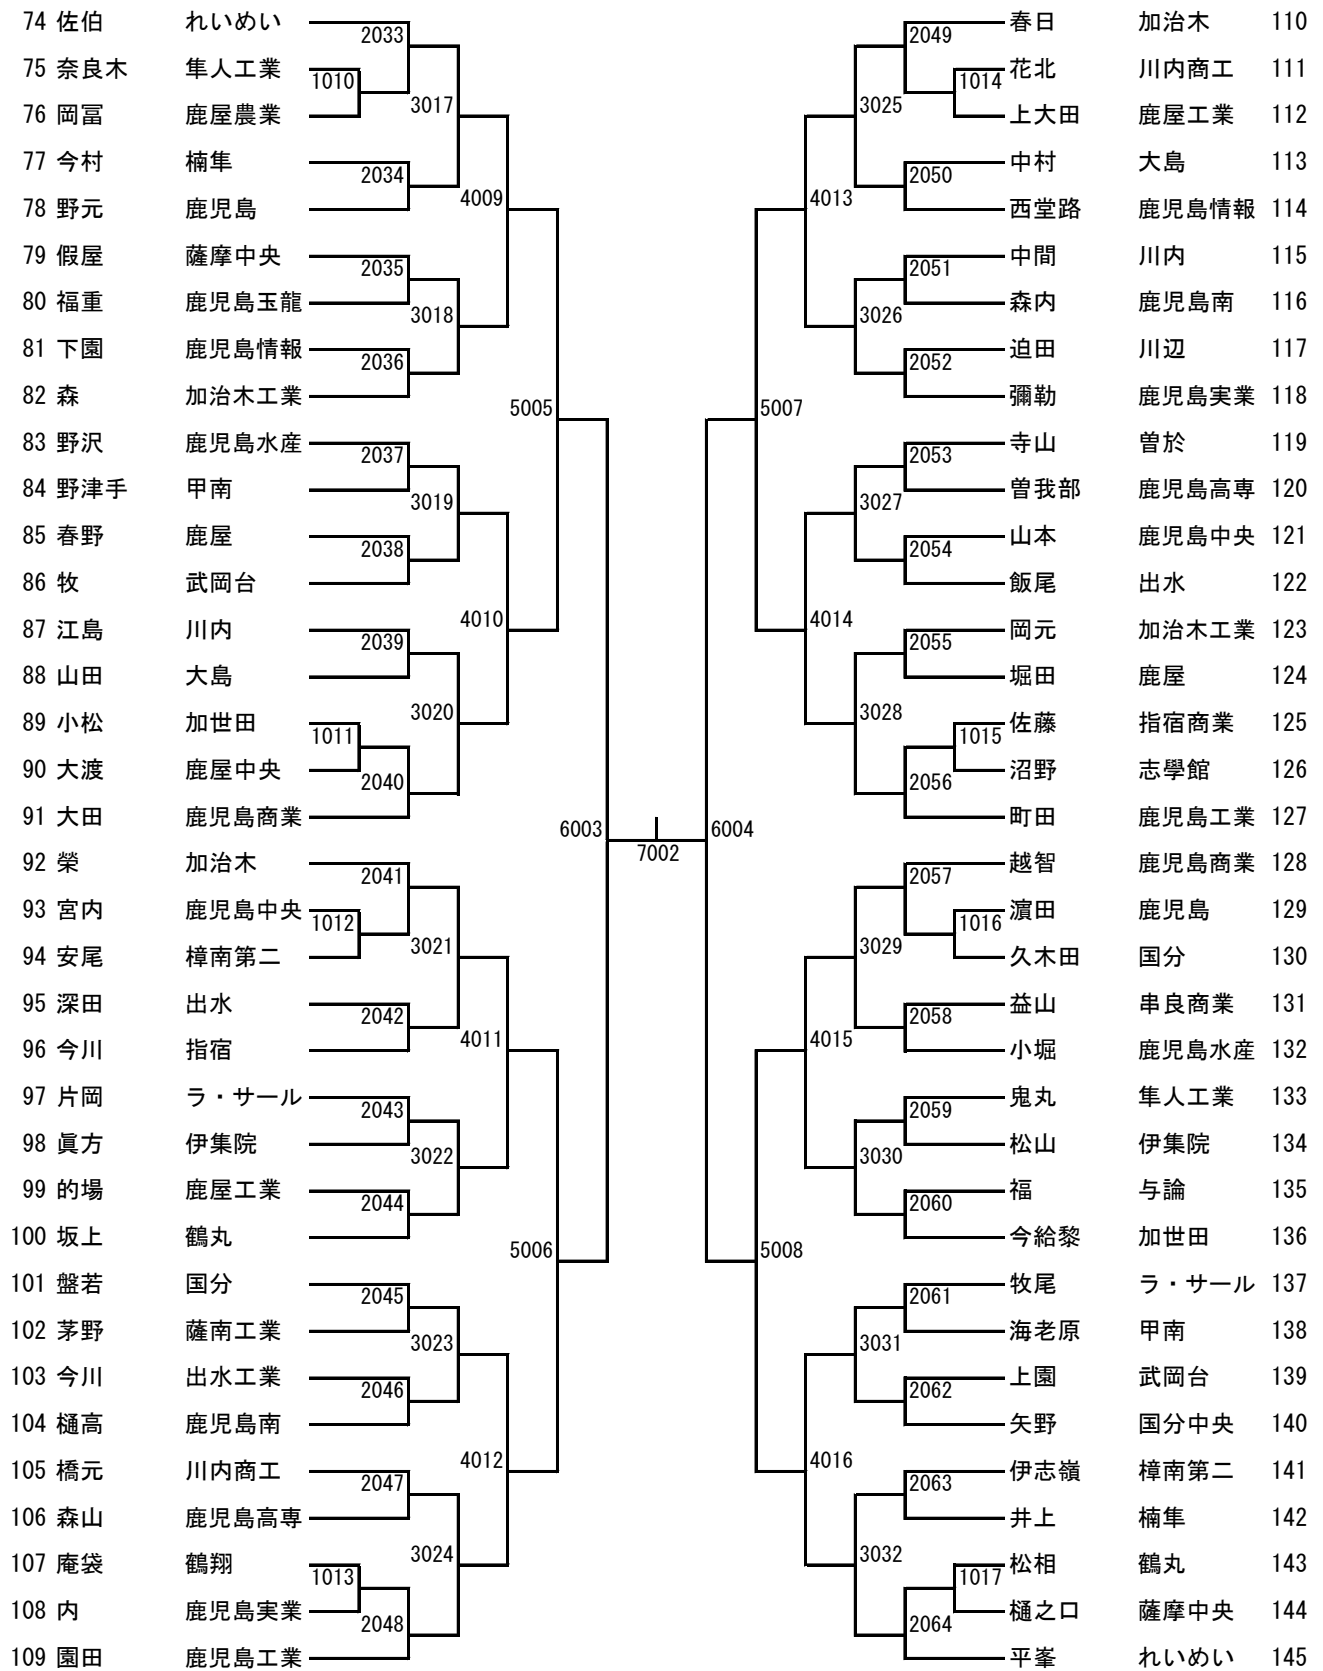 74 佐伯 れいめい
75 奈良木 隼人工業
76 岡冨 鹿屋農業
77 今村 楠隼
78 野元 鹿児島
79 假屋 薩摩中央
80 福重 鹿児島玉龍
81 下園 鹿児島情報
82 森 加治木工業
83 野沢 鹿児島水産
84 野津手 甲南
85 春野 鹿屋
86 牧 武岡台
87 江島 川内
88 山田 大島
89 小松 加世田
90 大渡 鹿屋中央
91 大田 鹿児島商業
92 榮 加治木
93 宮内 鹿児島中央
94 安尾 樟南第二
95 深田 出水
96 今川 指宿
97 片岡 ラ・サール
98 眞方 伊集院
99 的場 鹿屋工業
100 坂上 鶴丸
101 盤若 国分
102 茅野 薩南工業
103 今川 出水工業
104 樋高 鹿児島南
105 橋元 川内商工
106 森山 鹿児島高専
107 庵袋 鶴翔
108 内 鹿児島実業
109 園田 鹿児島工業
2033
1010
3017
2034
4009
2035
3018
2036
5005
2037
3019
2038
4010
2039
3020
1011
2040
6003
2041
1012
3021
2042
4011
2043
3022
2044
5006
2045
3023
2046
4012
2047
3024
1013
2048
7002
2049
1014
3025
2050
4013
2051
3026
2052
5007
2053
3027
2054
4014
2055
3028
1015
2056
6004
2057
1016
3029
2058
4015
2059
3030
2060
5008
2061
3031
2062
4016
2063
3032
1017
2064
春日 加治木 110
花北 川内商工 111
上大田 鹿屋工業 112
中村 大島 113
西堂路 鹿児島情報 114
中間 川内 115
森内 鹿児島南 116
迫田 川辺 117
彌勒 鹿児島実業 118
寺山 曽於 119
曽我部 鹿児島高専 120
山本 鹿児島中央 121
飯尾 出水 122
岡元 加治木工業 123
堀田 鹿屋 124
佐藤 指宿商業 125
沼野 志學館 126
町田 鹿児島工業 127
越智 鹿児島商業 128
濵田 鹿児島 129
久木田 国分 130
益山 串良商業 131
小堀 鹿児島水産 132
鬼丸 隼人工業 133
松山 伊集院 134
福 与論 135
今給黎 加世田 136
牧尾 ラ・サール 137
海老原 甲南 138
上園 武岡台 139
矢野 国分中央 140
伊志嶺 樟南第二 141
井上 楠隼 142
松相 鶴丸 143
樋之口 薩摩中央 144
平峯 れいめい 145